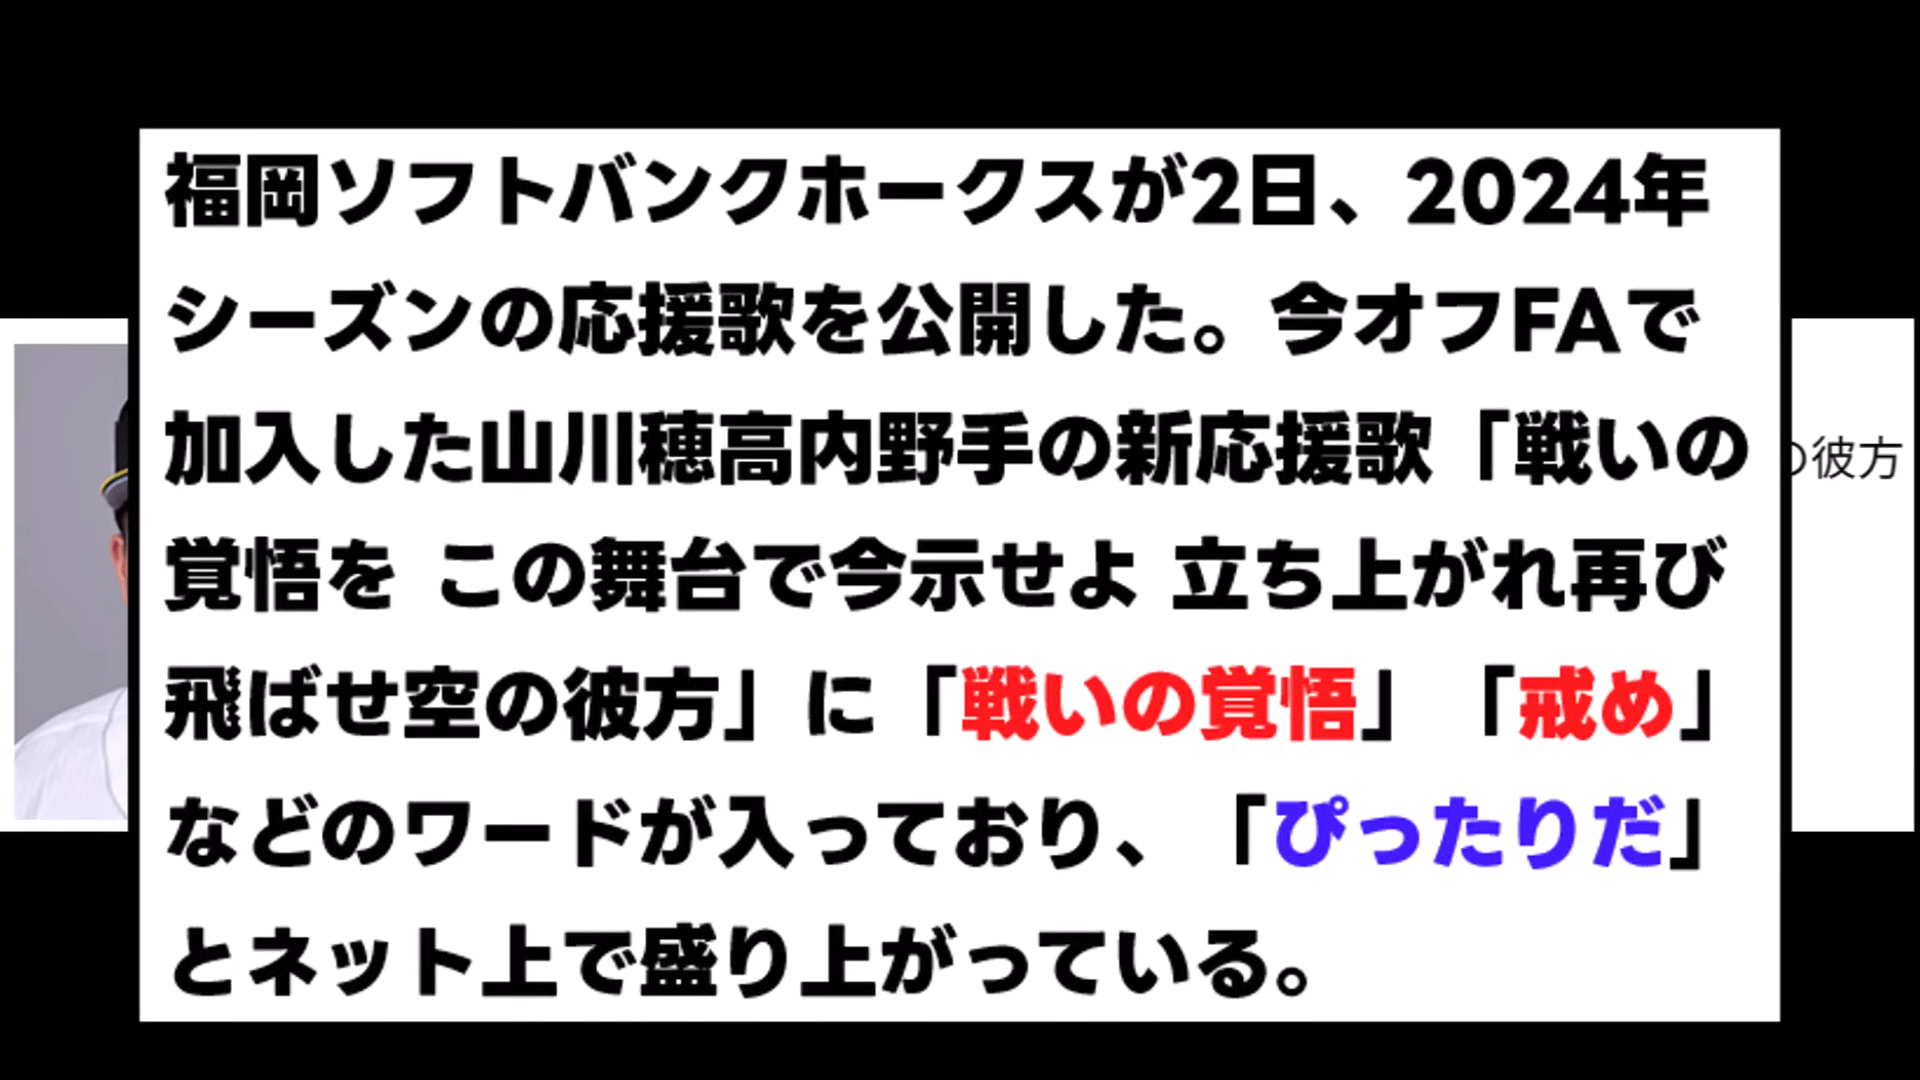 福岡ソフトバンクホークスが2日、2024年
シーズンの応援歌を公開した。今オフFAで
加入した山川穂高内野手の新応援歌「戦いの
覚悟を この舞台で今示せよ 立ち上がれ再び
飛ばせ空の彼方」に「戦いの覚悟」「戒め」
などのワードが入っており、「ぴったりだ」
とネット上で盛り上がっている。
の彼方